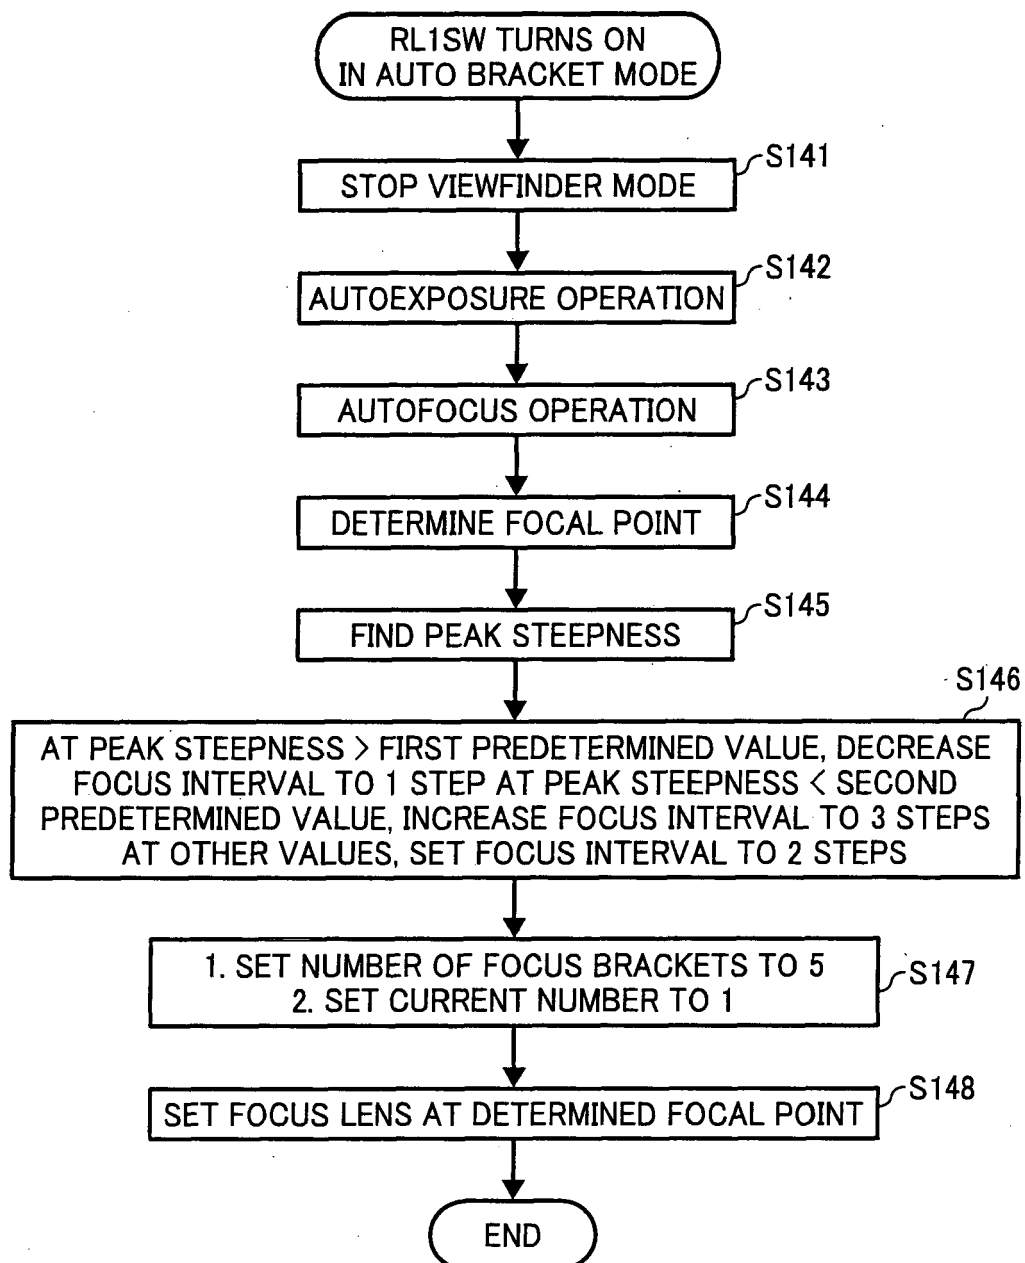 RL1SW TURNS ON
IN AUTO BRACKET MODE
S141
STOP VIEWFINDER MODE
S142
AUTOEXPOSURE OPERATION
S143
AUTOFOCUS OPERATION
S144
DETERMINE FOCAL POINT
S145
FIND PEAK STEEPNESS
S146
AT PEAK STEEPNESS > FIRST PREDETERMINED VALUE, DECREASE
FOCUS INTERVAL TO 1 STEP AT PEAK STEEPNESS < SECOND
PREDETERMINED VALUE, INCREASE FOCUS INTERVAL TO 3 STEPS
AT OTHER VALUES, SET FOCUS INTERVAL TO 2 STEPS
1. SET NUMBER OF FOCUS BRACKETS TO 5
2. SET CURRENT NUMBER TO 1
S147
S148
SET FOCUS LENS AT DETERMINED FOCAL POINT
END